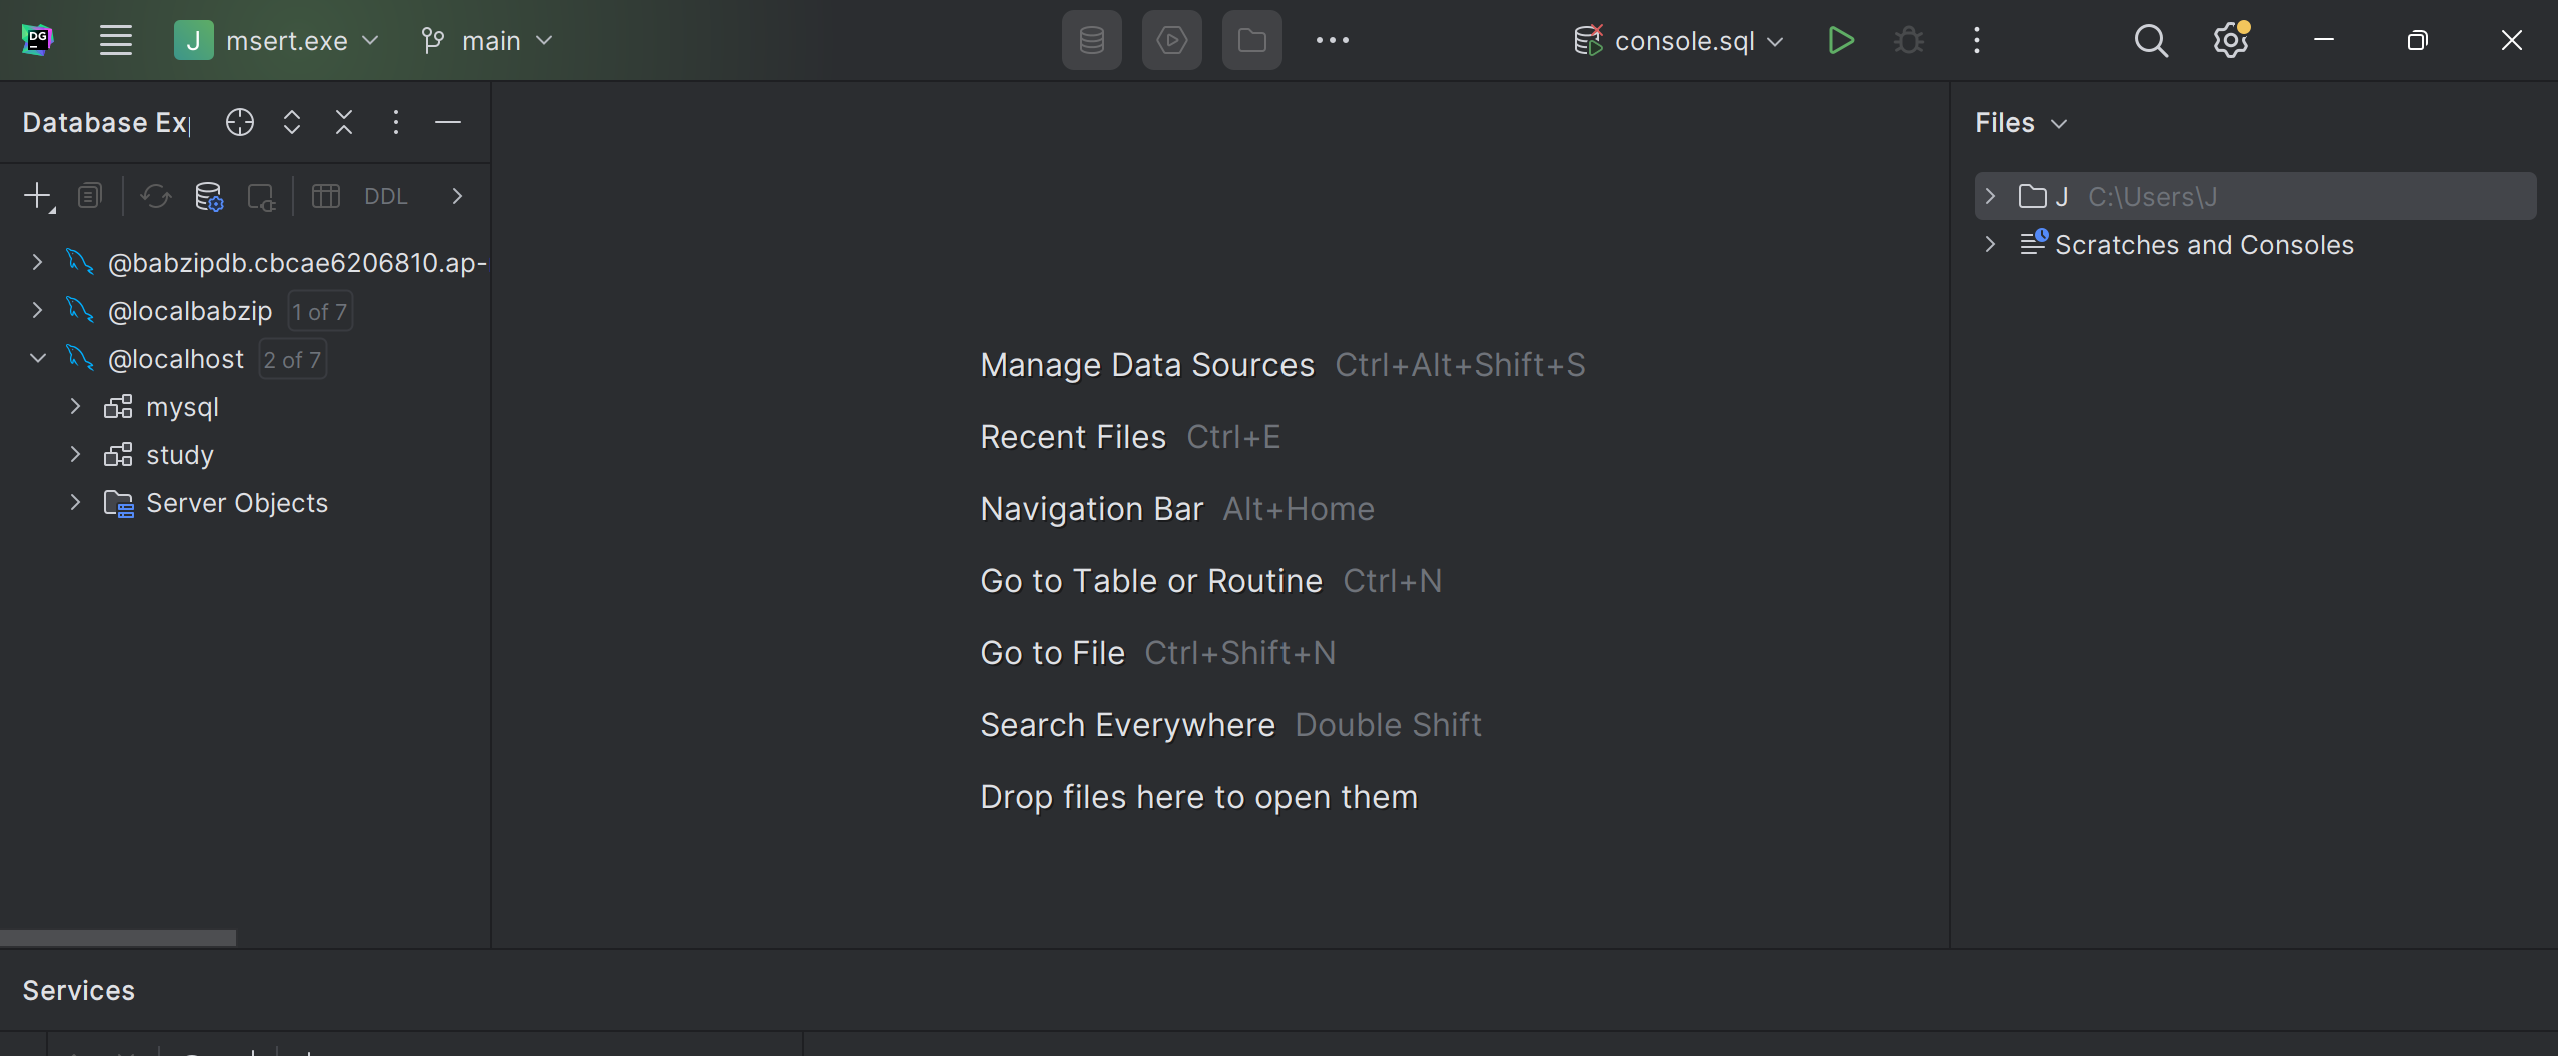 DG
J msert.exe
main
console.sql
Database Ex
Files
DDL
J C:\Users\J
Scratches and Consoles
@babzipdb.cbcae6206810.ap-
@localbabzip 1 of 7
@localhost 2 of 7
mysql
study
Server Objects
Manage Data Sources Ctrl+Alt+Shift+S
Recent Files Ctrl+E
Navigation Bar Alt+Home
Go to Table or Routine Ctrl+N
Go to File Ctrl+Shift+N
Search Everywhere Double Shift
Drop files here to open them
Services